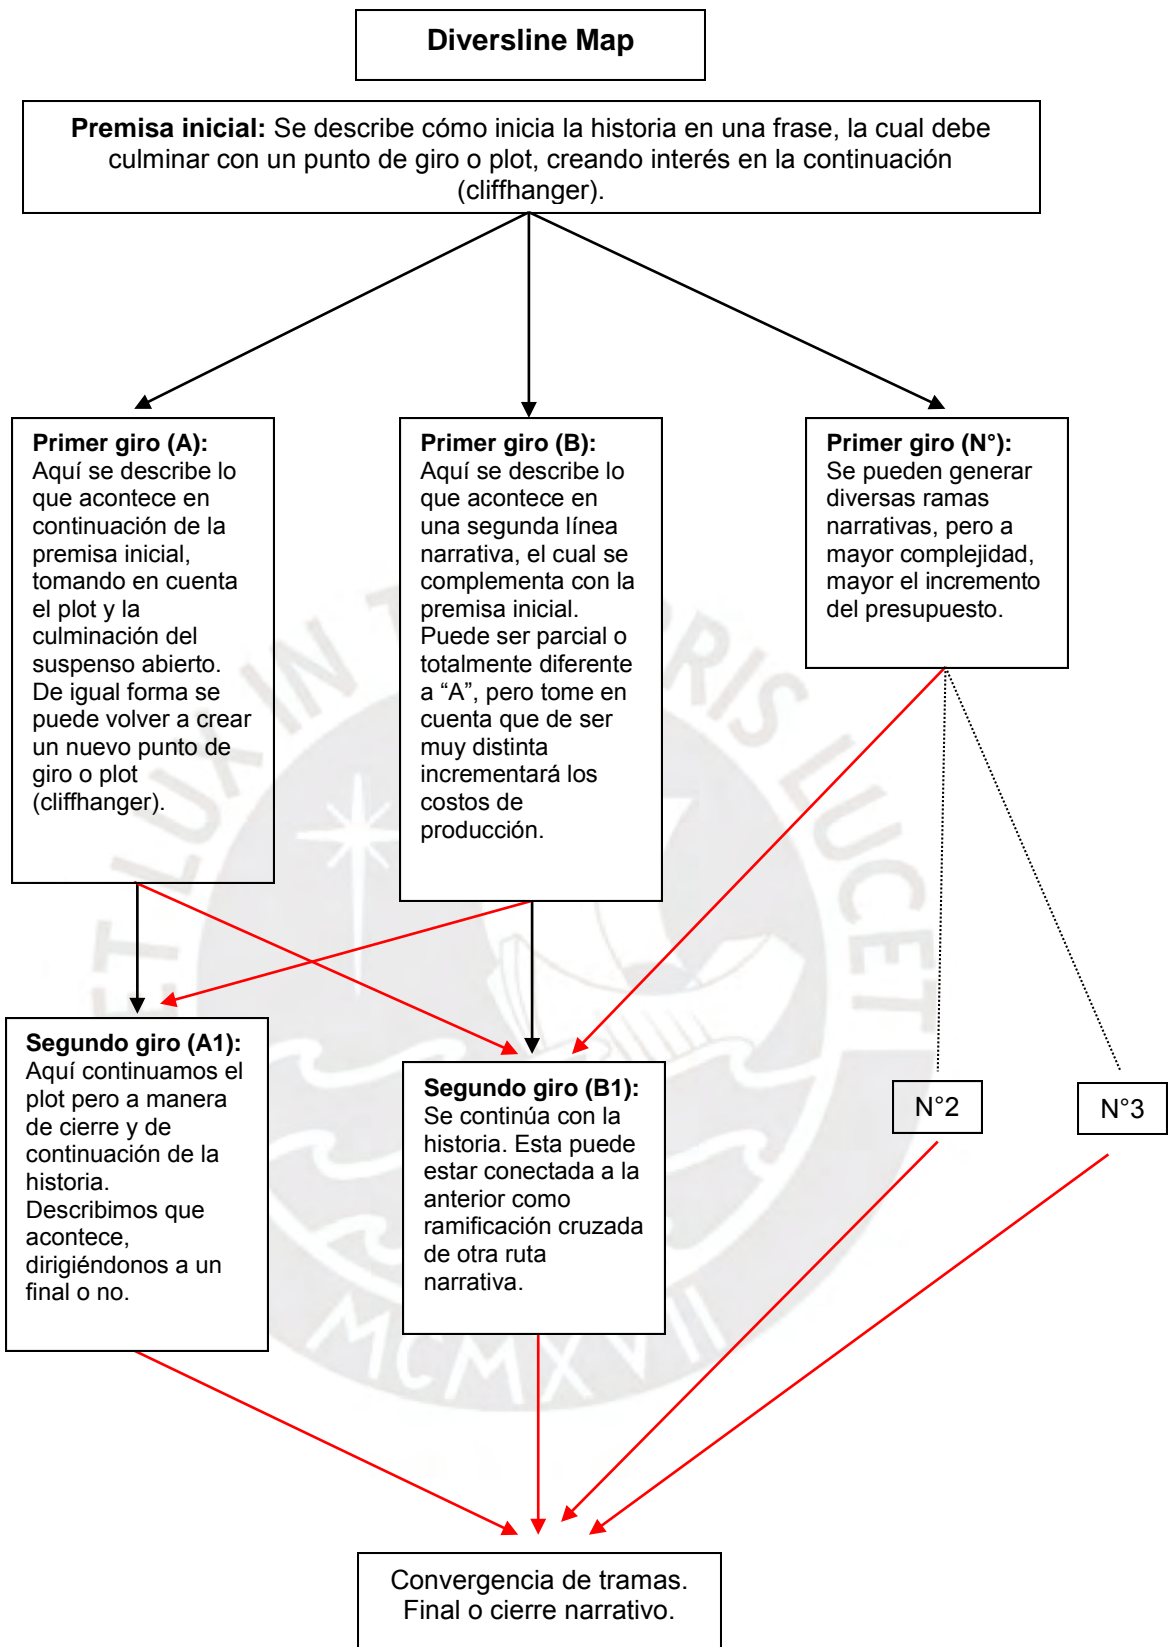 Diversline Map
Premisa inicial: Se describe cómo inicia la historia en una frase, la cual debe
culminar con un punto de giro o plot, creando interés en la continuación
(cliffhanger).
Primer giro (A):
Aquí se describe lo
que acontece en
continuación de la
premisa inicial,
tomando en cuenta
el plot y la
culminación del
suspenso abierto.
De igual forma se
puede volver a crear
un nuevo punto de
giro o plot
(cliffhanger).
Primer giro (B):
Aquí se describe lo
que acontece en
una segunda línea
narrativa, el cual se
complementa con la
premisa inicial.
Puede ser parcial o
totalmente diferente
a “A”, pero tome en
cuenta que de ser
muy distinta
incrementará los
costos de
producción.
Primer giro (N°):
Se pueden generar
diversas ramas
narrativas, pero a
mayor complejidad,
mayor el incremento
del presupuesto.
Segundo giro (A1):
Aquí continuamos el
plot pero a manera
de cierre y de
continuación de la
historia.
Describimos que
acontece,
dirigiéndonos a un
final o no.
Segundo giro (B1):
Se continúa con la
historia. Esta puede
estar conectada a la
anterior como
ramificación cruzada
de otra ruta
narrativa.
N°2
N°3
Convergencia de tramas.
Final o cierre narrativo.
ET LUX IN T RIS LUCET
MCMXVII